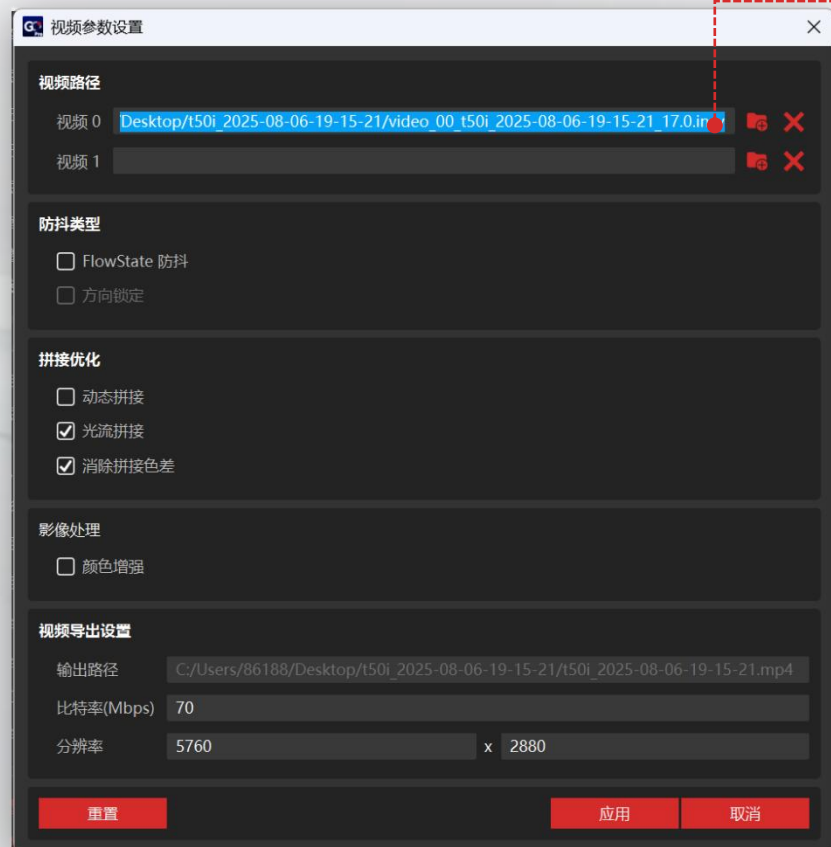 GO Pro 视频参数设置
视频路径
视频 0 Desktop/t50i_2025-08-06-19-15-21/video_00_t50i_2025-08-06-19-15-21_17.0.in
视频 1
防抖类型
FlowState 防抖
方向锁定
拼接优化
动态拼接
光流拼接
消除拼接色差
影像处理
颜色增强
视频导出设置
输出路径 C:/Users/86188/Desktop/t50i_2025-08-06-19-15-21/t50i_2025-08-06-19-15-21.mp4
比特率(Mbps) 70
分辨率 5760 x 2880
重置 应用 取消